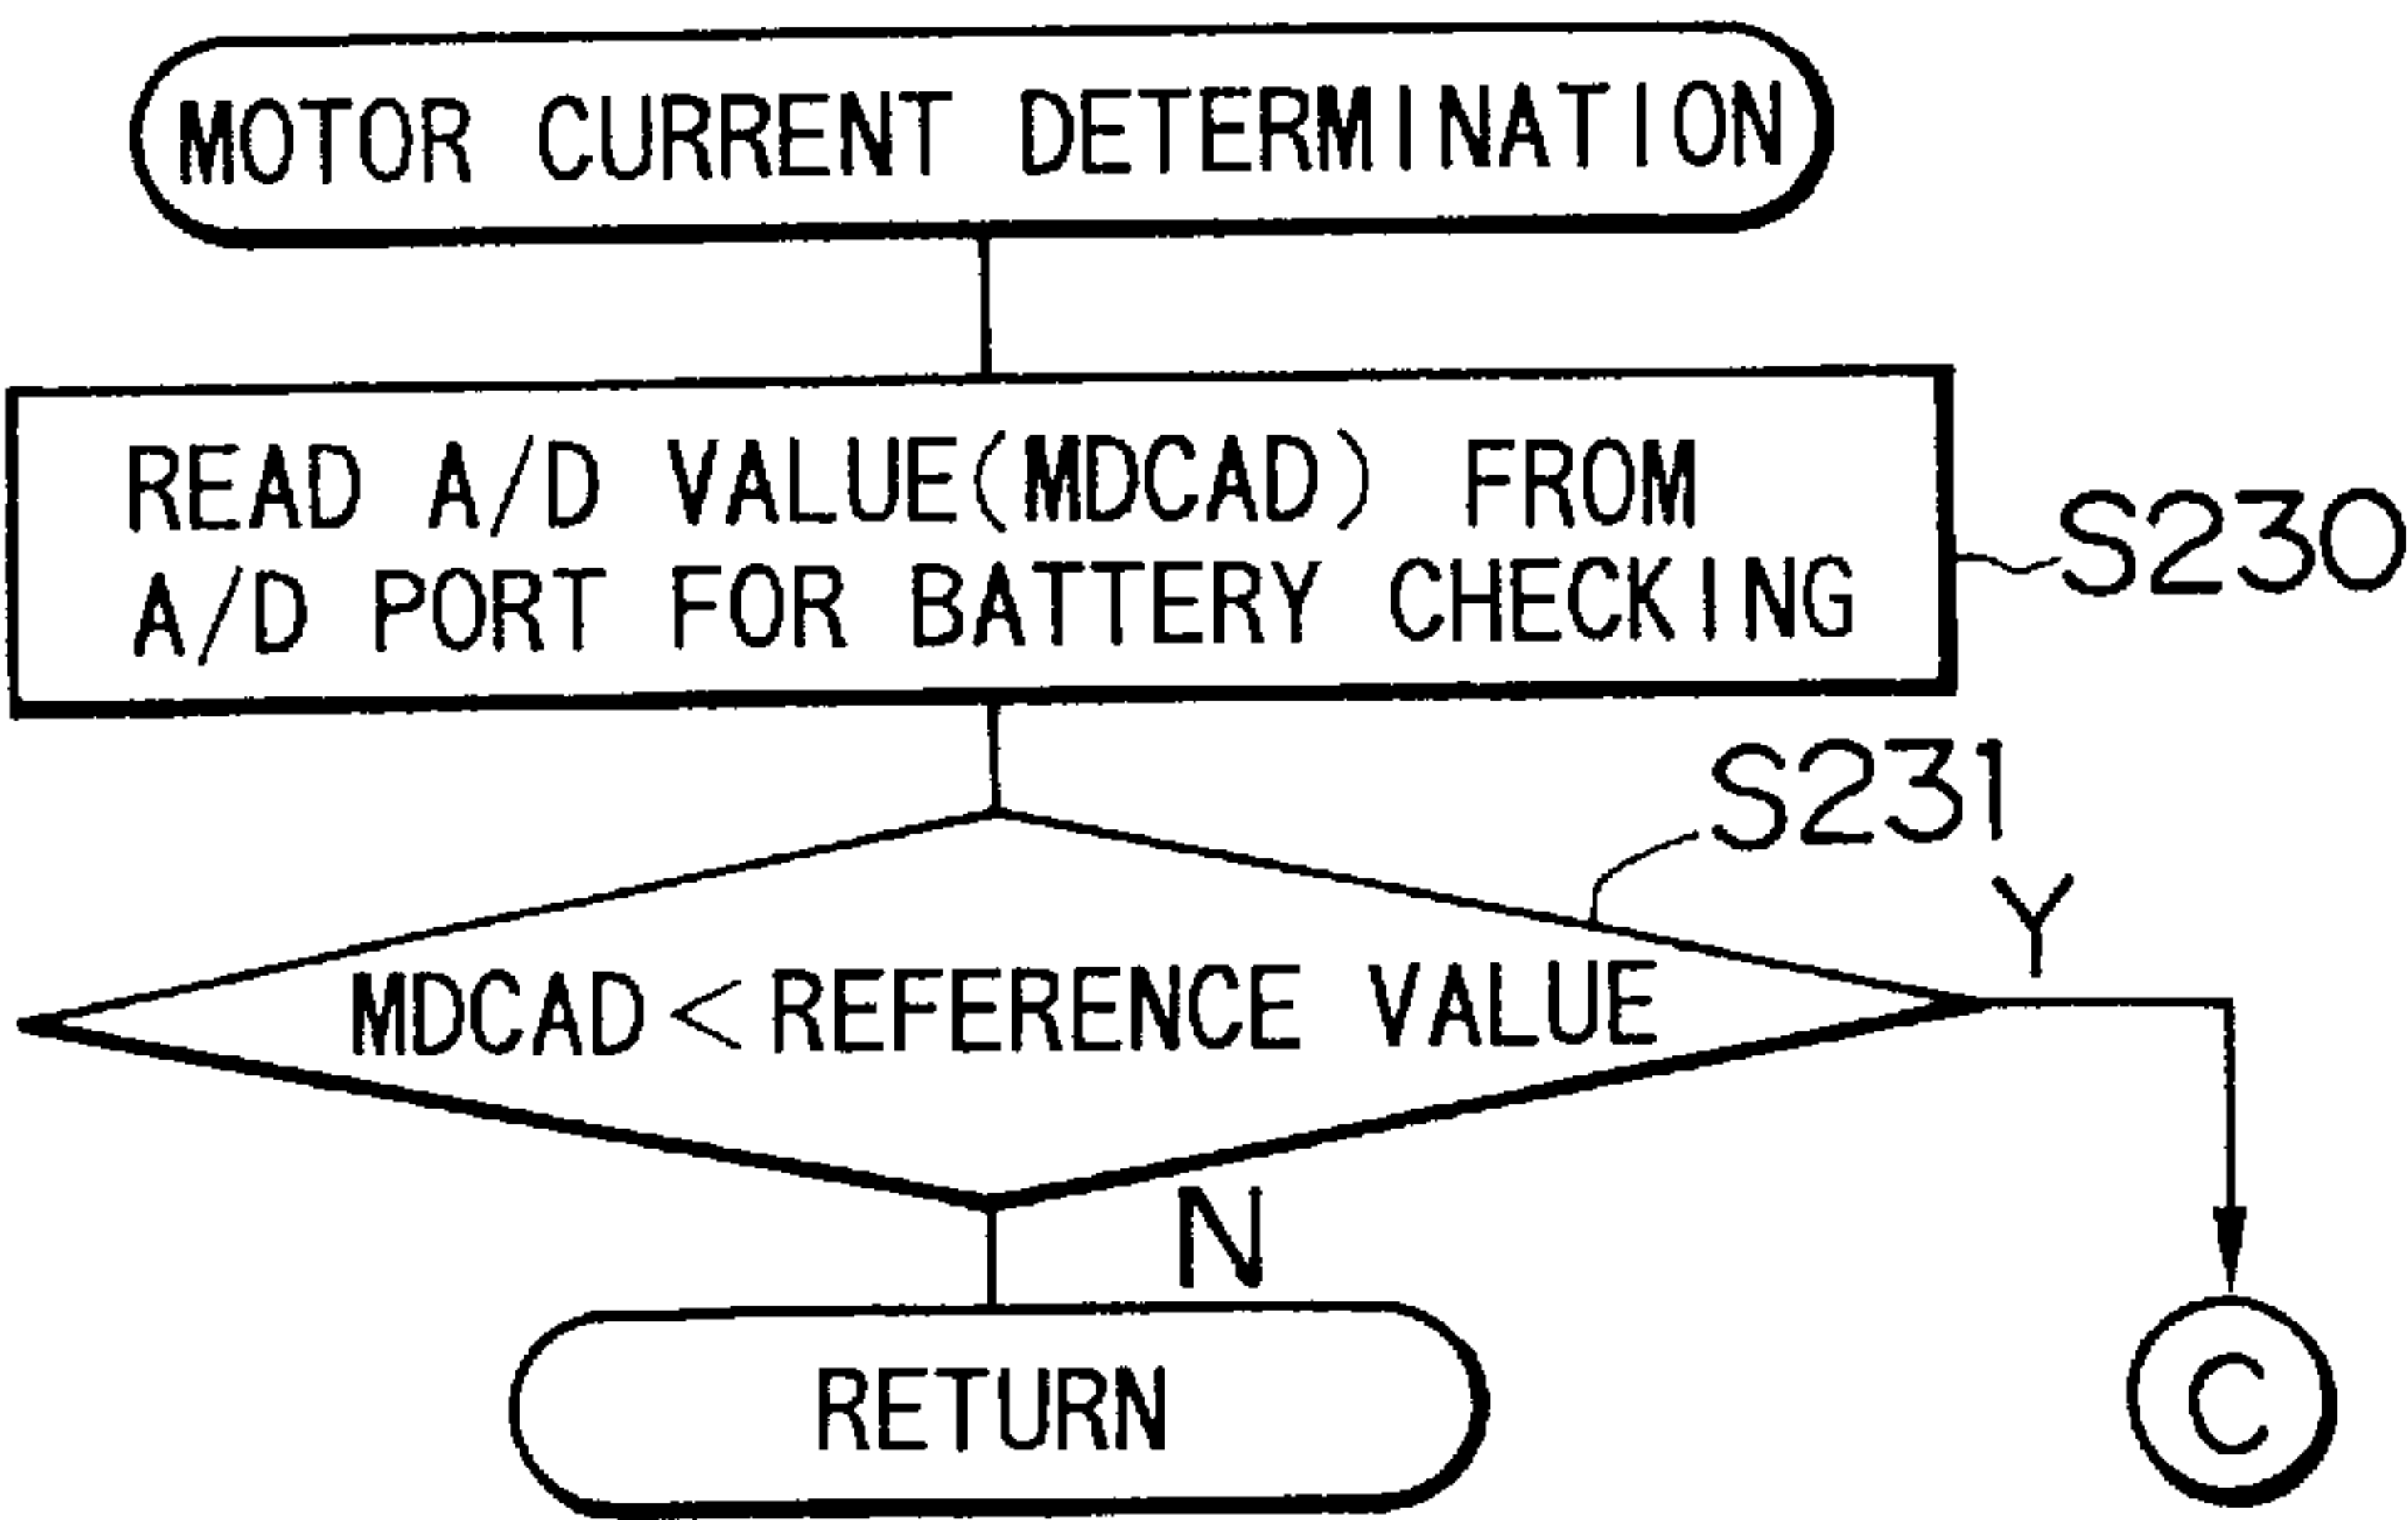 MOTOR CURRENT DETERMINATION
READ A/D VALUE(MDCAD) FROM
A/D PORT FOR BATTERY CHECKING
S230
S231
Y
MDCAD<REFERENCE VALUE
N
RETURN
C